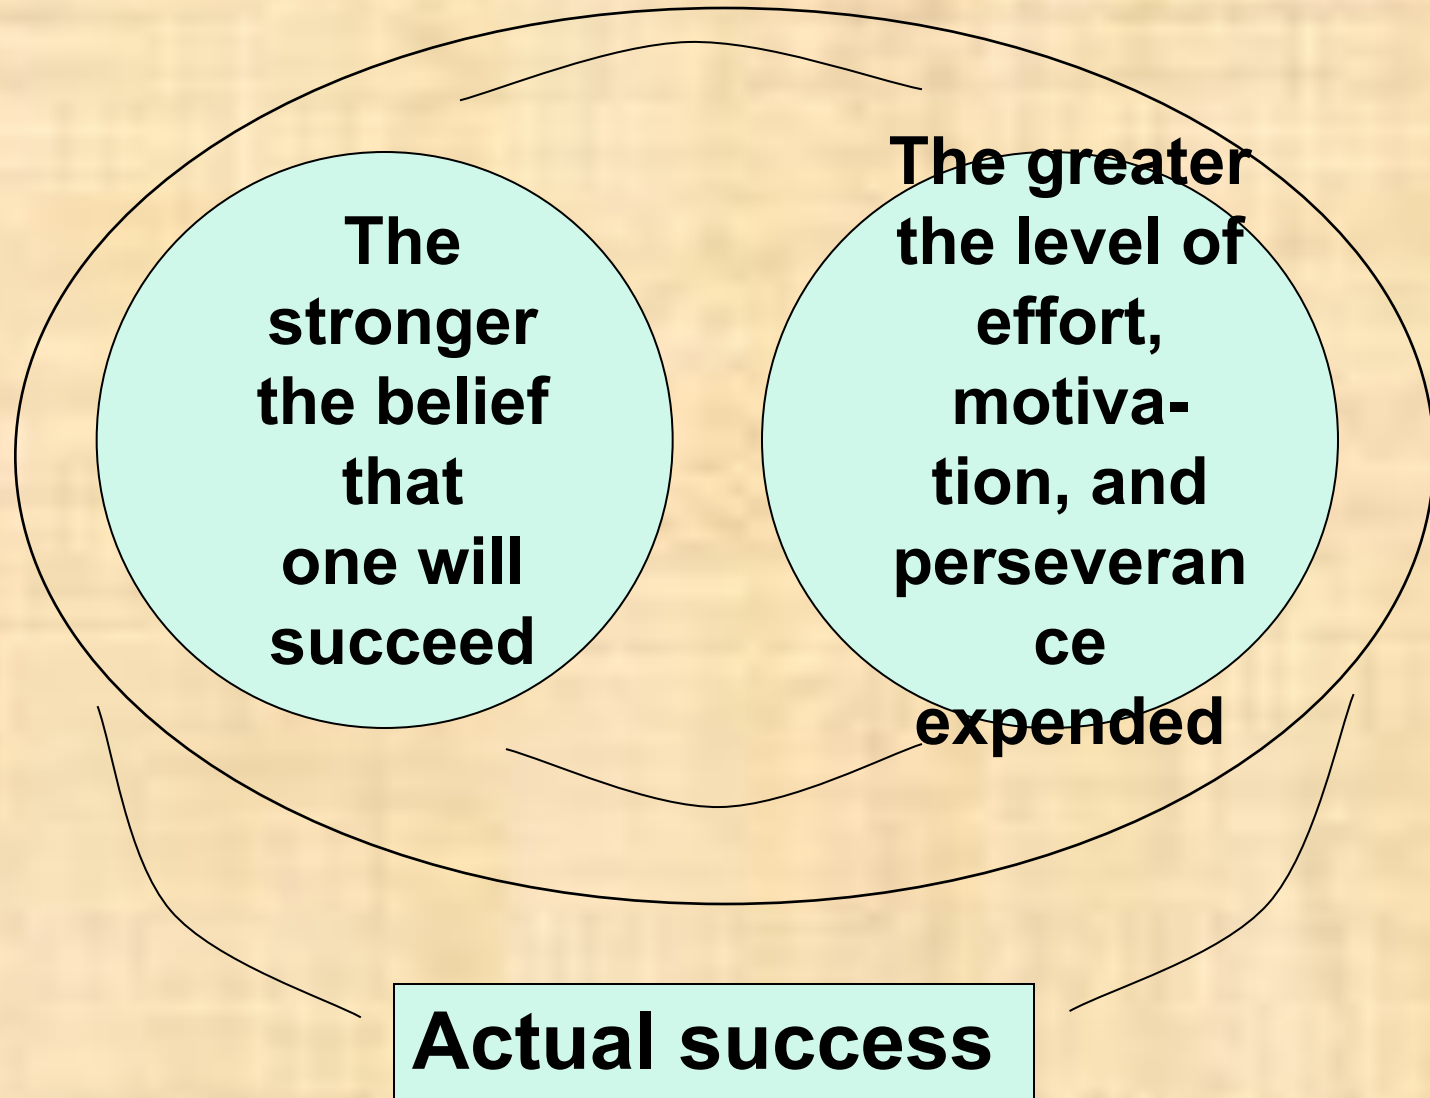 The
stronger
the belief
that
one will
succeed
The greater
the level of
effort,
motiva-
tion, and
perseveran
ce
expended
Actual success